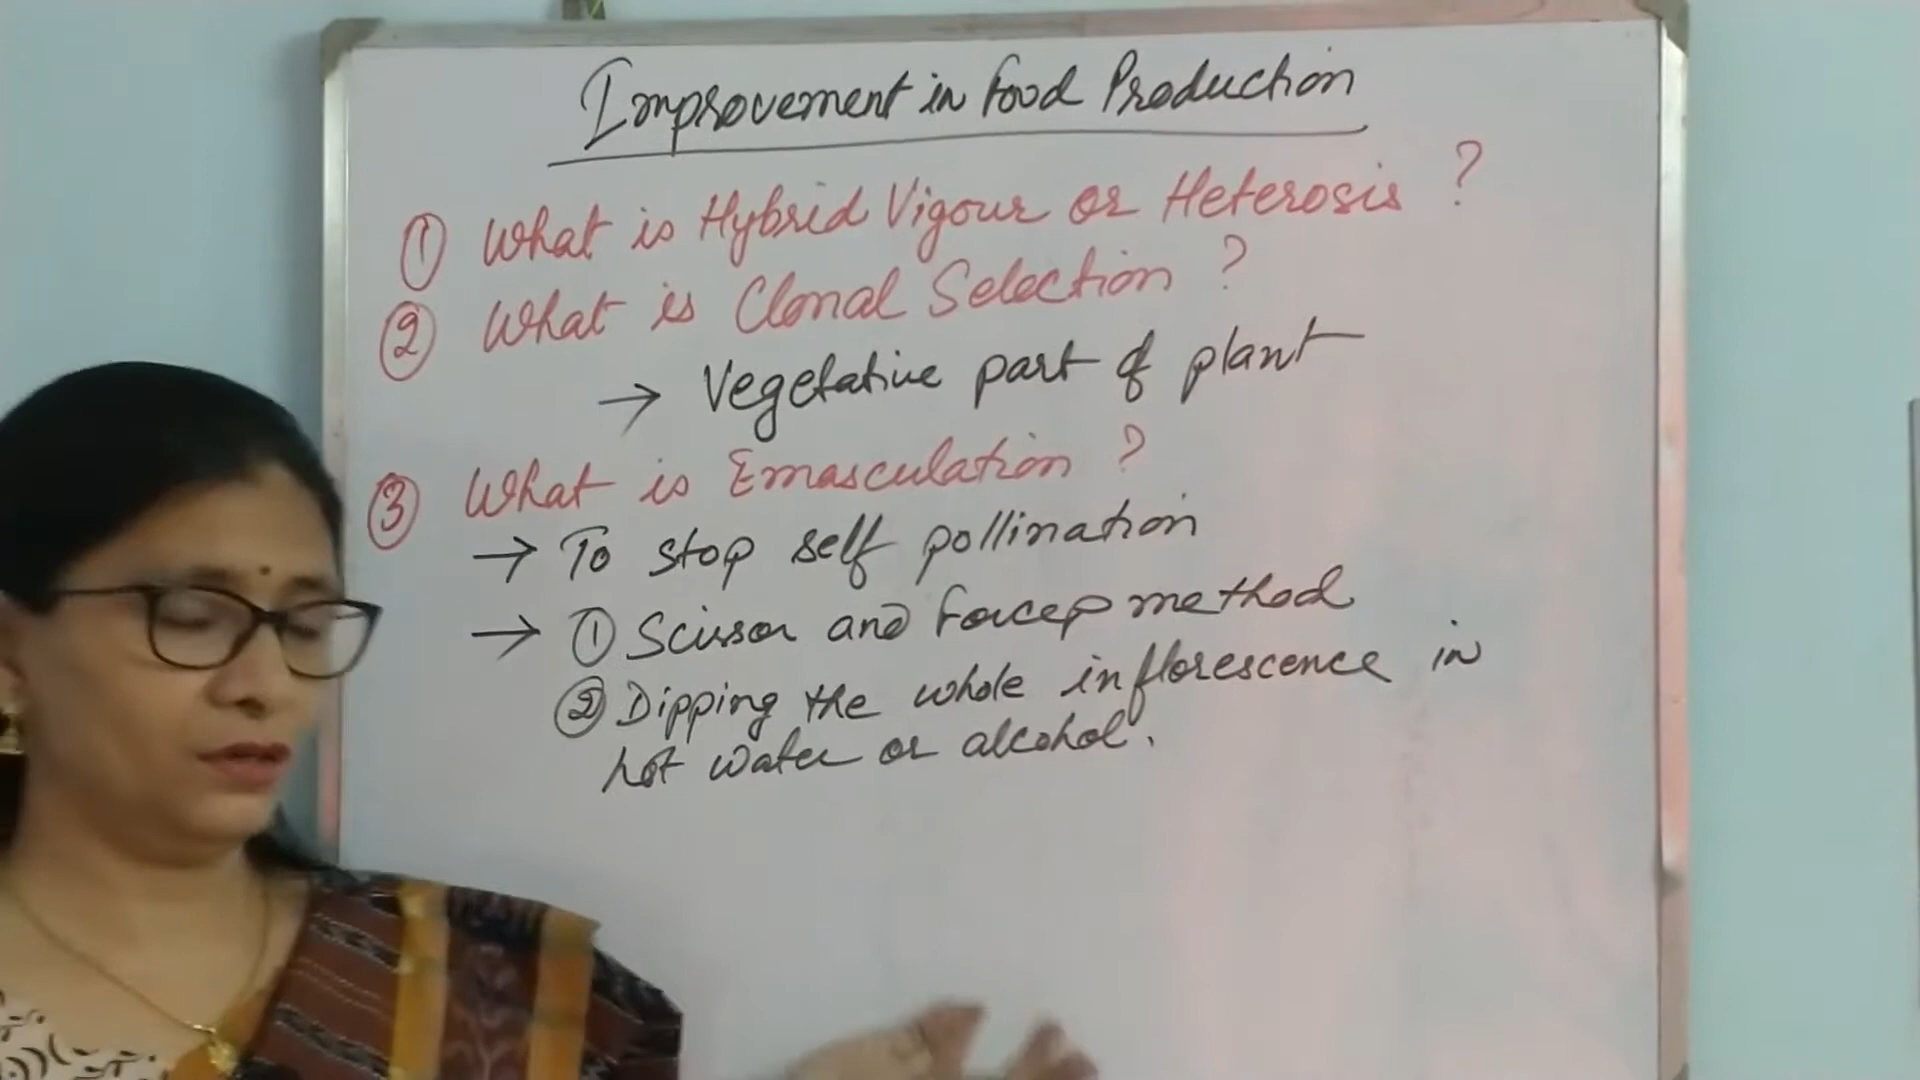 Improvement in Food Production
① What is Hybrid Vigour or Heterosis ?
② What is Clonal Selection ?
→ Vegetative part of plant
③ What is Emasculation ?
→ To stop self pollination
→ ① Scissor and Forcep method
② Dipping the whole inflorescence in
hot water or alcohol.